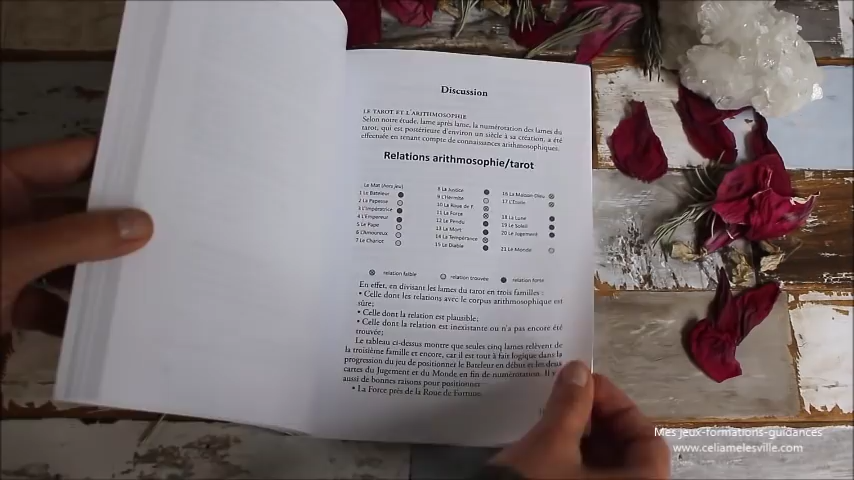 Discussion
LE TAROT ET L'ARITHMOSOPHIE
Selon notre étude, lame après lame, la numérotation des lames du
tarot, qui est postérieure d'environ un siècle à sa création, a été
effectuée en tenant compte de connaissances arithmosophiques.
Relations arithmosophie/tarot
Le Mat (hors jeu)
1 Le Bateleur
2 La Papesse
3 L'Impératrice
4 L'Empereur
5 Le Pape
6 L'Amoureux
7 Le Chariot
8 La Justice
9 L'Hermite
10 La Roue de F.
11 La Force
12 Le Pendu
13 La Mort
14 La Tempérance
15 Le Diable
16 La Maison-Dieu
17 L'Étoile
18 La Lune
19 Le Soleil
20 Le Jugement
21 Le Monde
relation faible
relation trouvée
relation forte
En effet, en divisant les lames du tarot en trois familles :
• Celle dont les relations avec le corpus arithmosophique est
sûre;
• Celle dont la relation est plausible;
• Celle dont la relation est inexistante ou n'a pas encore été
trouvée;
Le tableau ci-dessus montre que seules cinq lames relèvent de
la troisième famille et encore, car il est tout à fait logique dans la
progression du jeu de positionner le Bateleur en début et les deux
cartes du Jugement et du Monde en fin de numérotation. Il y
aussi de bonnes raisons pour positionner
• La Force près de la Roue de Fortune
Mes jeux-formations-guidances
www.celiamelesville.com